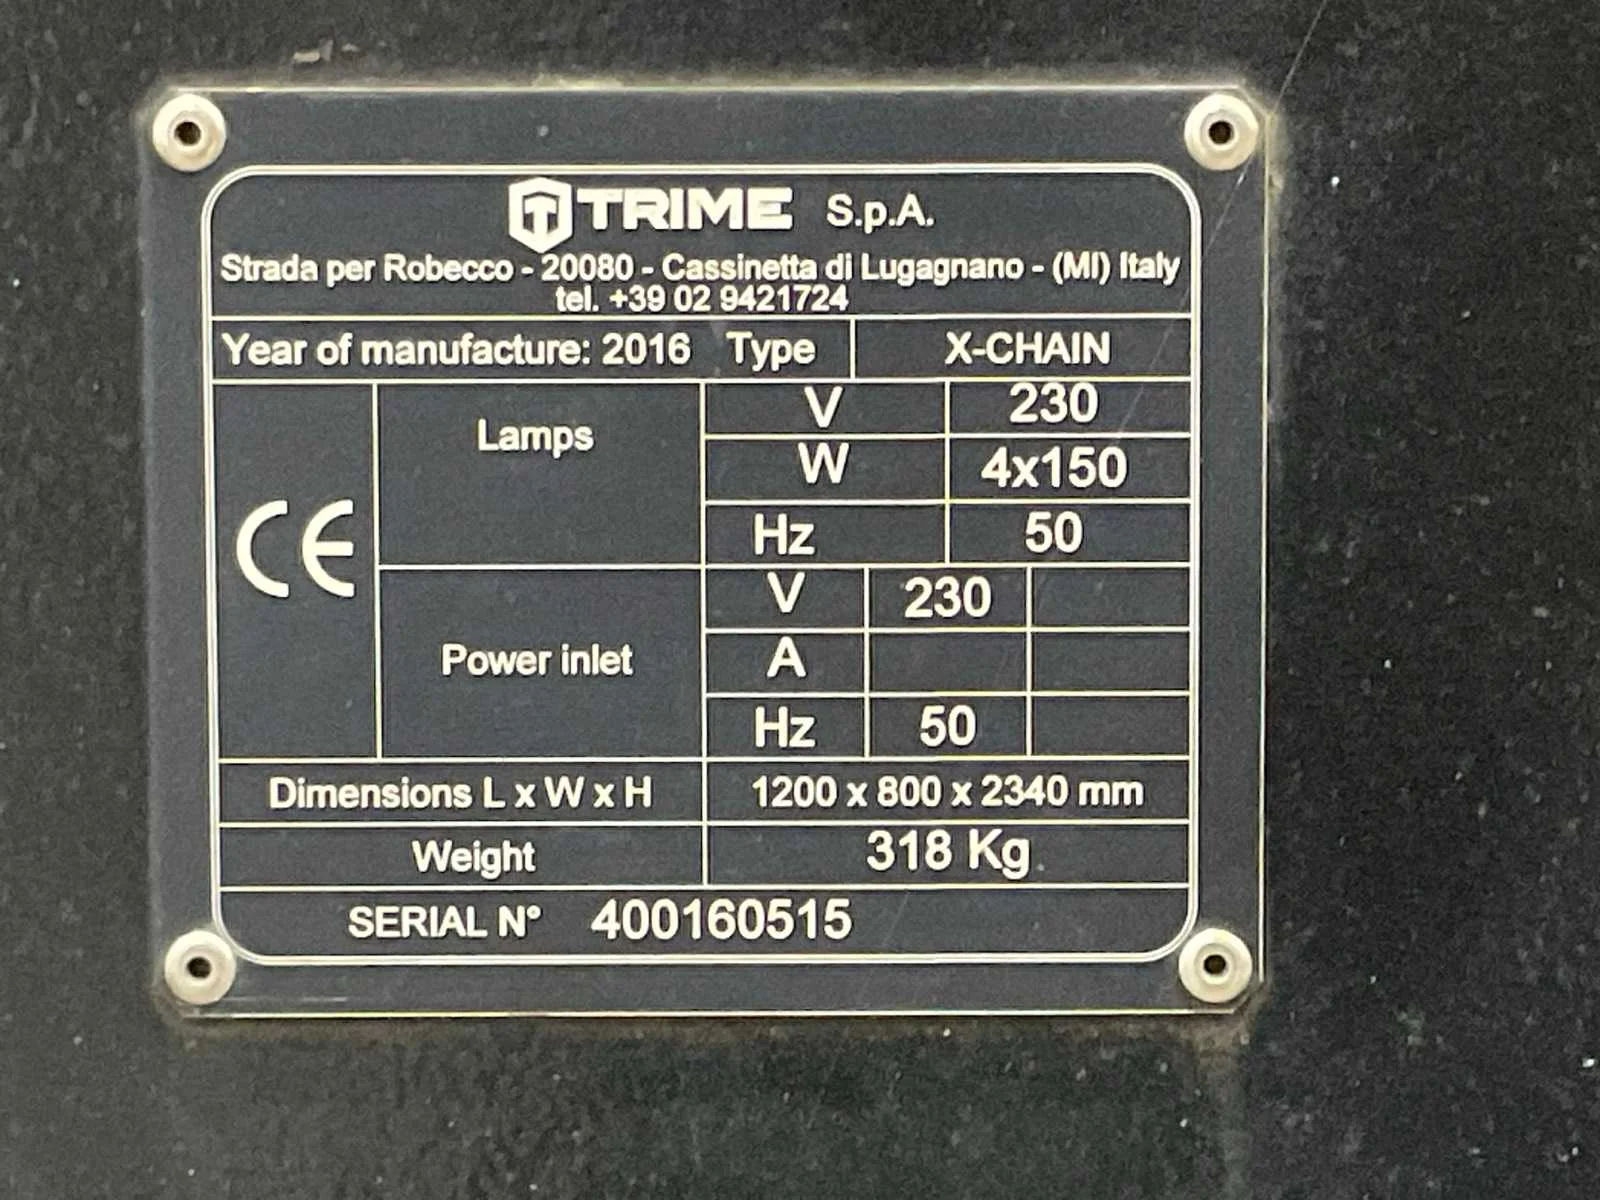 TRIME S.p.A.
Strada per Robecco - 20080 - Cassinetta di Lugagnano - (MI) Italy
tel. +39 02 9421724
Year of manufacture: 2016 Type X-CHAIN
CE
Lamps
V 230
W 4x150
Hz 50
Power inlet
V 230
A
Hz 50
Dimensions L x W x H 1200 x 800 x 2340 mm
Weight 318 Kg
SERIAL N° 400160515